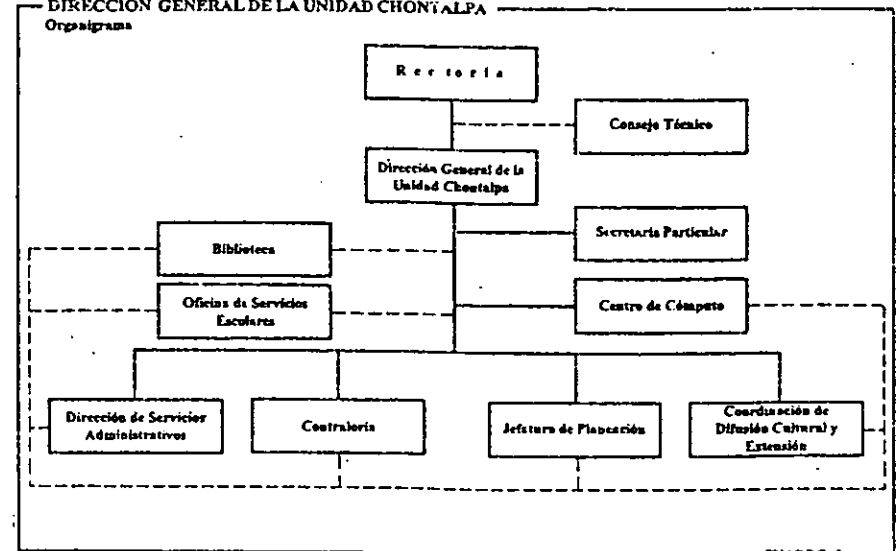 DIRECCION GENERAL DE LA UNIDAD CHONTALPA
Organigrama
Rectoría
Consejo Técnico
Dirección General de la
Unidad Chontalpa
Secretaría Particular
Biblioteca
Oficina de Servicios
Escolares
Centro de Cómputo
Dirección de Servicios
Administrativos
Contraloría
Jefatura de Planeación
Coordinación de
Difusión Cultural y
Extensión